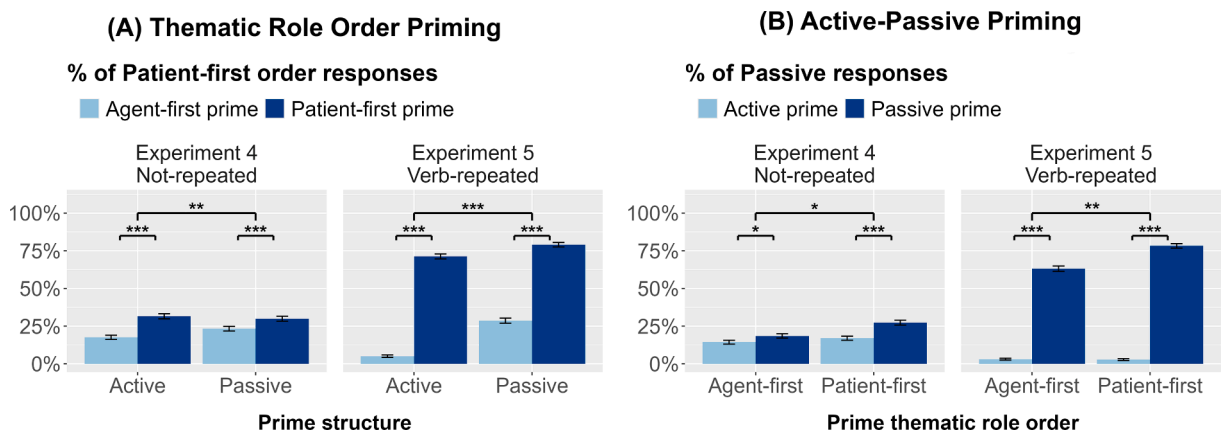 (A) Thematic Role Order Priming
% of Patient-first order responses
Agent-first prime Patient-first prime
Experiment 4
Not-repeated
Experiment 5
Verb-repeated
100%
75%
50%
25%
0%
**
*** ***
***
*** ***
Active Passive
Active Passive
Prime structure
(B) Active-Passive Priming
% of Passive responses
Active prime Passive prime
Experiment 4
Not-repeated
Experiment 5
Verb-repeated
100%
75%
50%
25%
0%
*
* ***
**
*** ***
Agent-first Patient-first
Agent-first Patient-first
Prime thematic role order